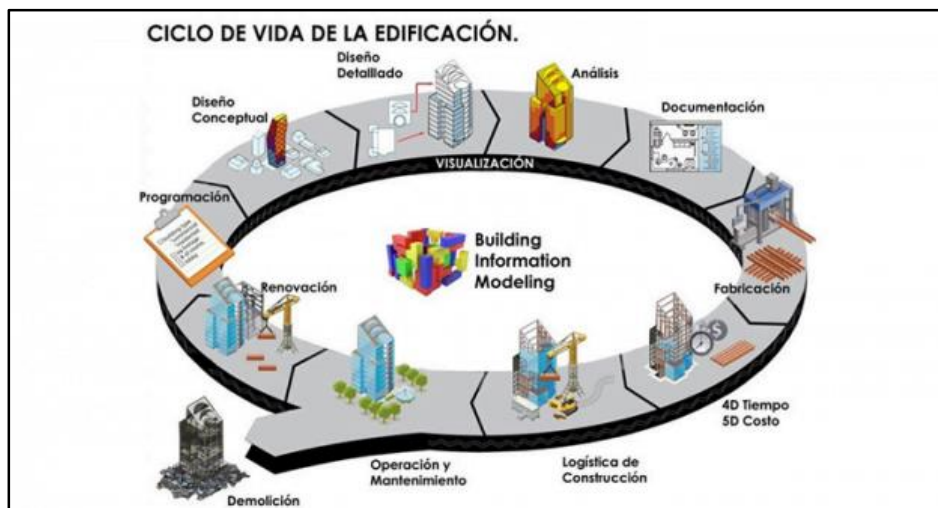 CICLO DE VIDA DE LA EDIFICACIÓN.
Diseño
Detalllado
Análisis
Diseño
Conceptual
Documentación
VISUALIZACIÓN
Programación
Building
Information
Modeling
Renovación
Fabricación
4D Tiempo
5D Costo
Operación y
Mantenimiento
Logística de
Construcción
Demolición